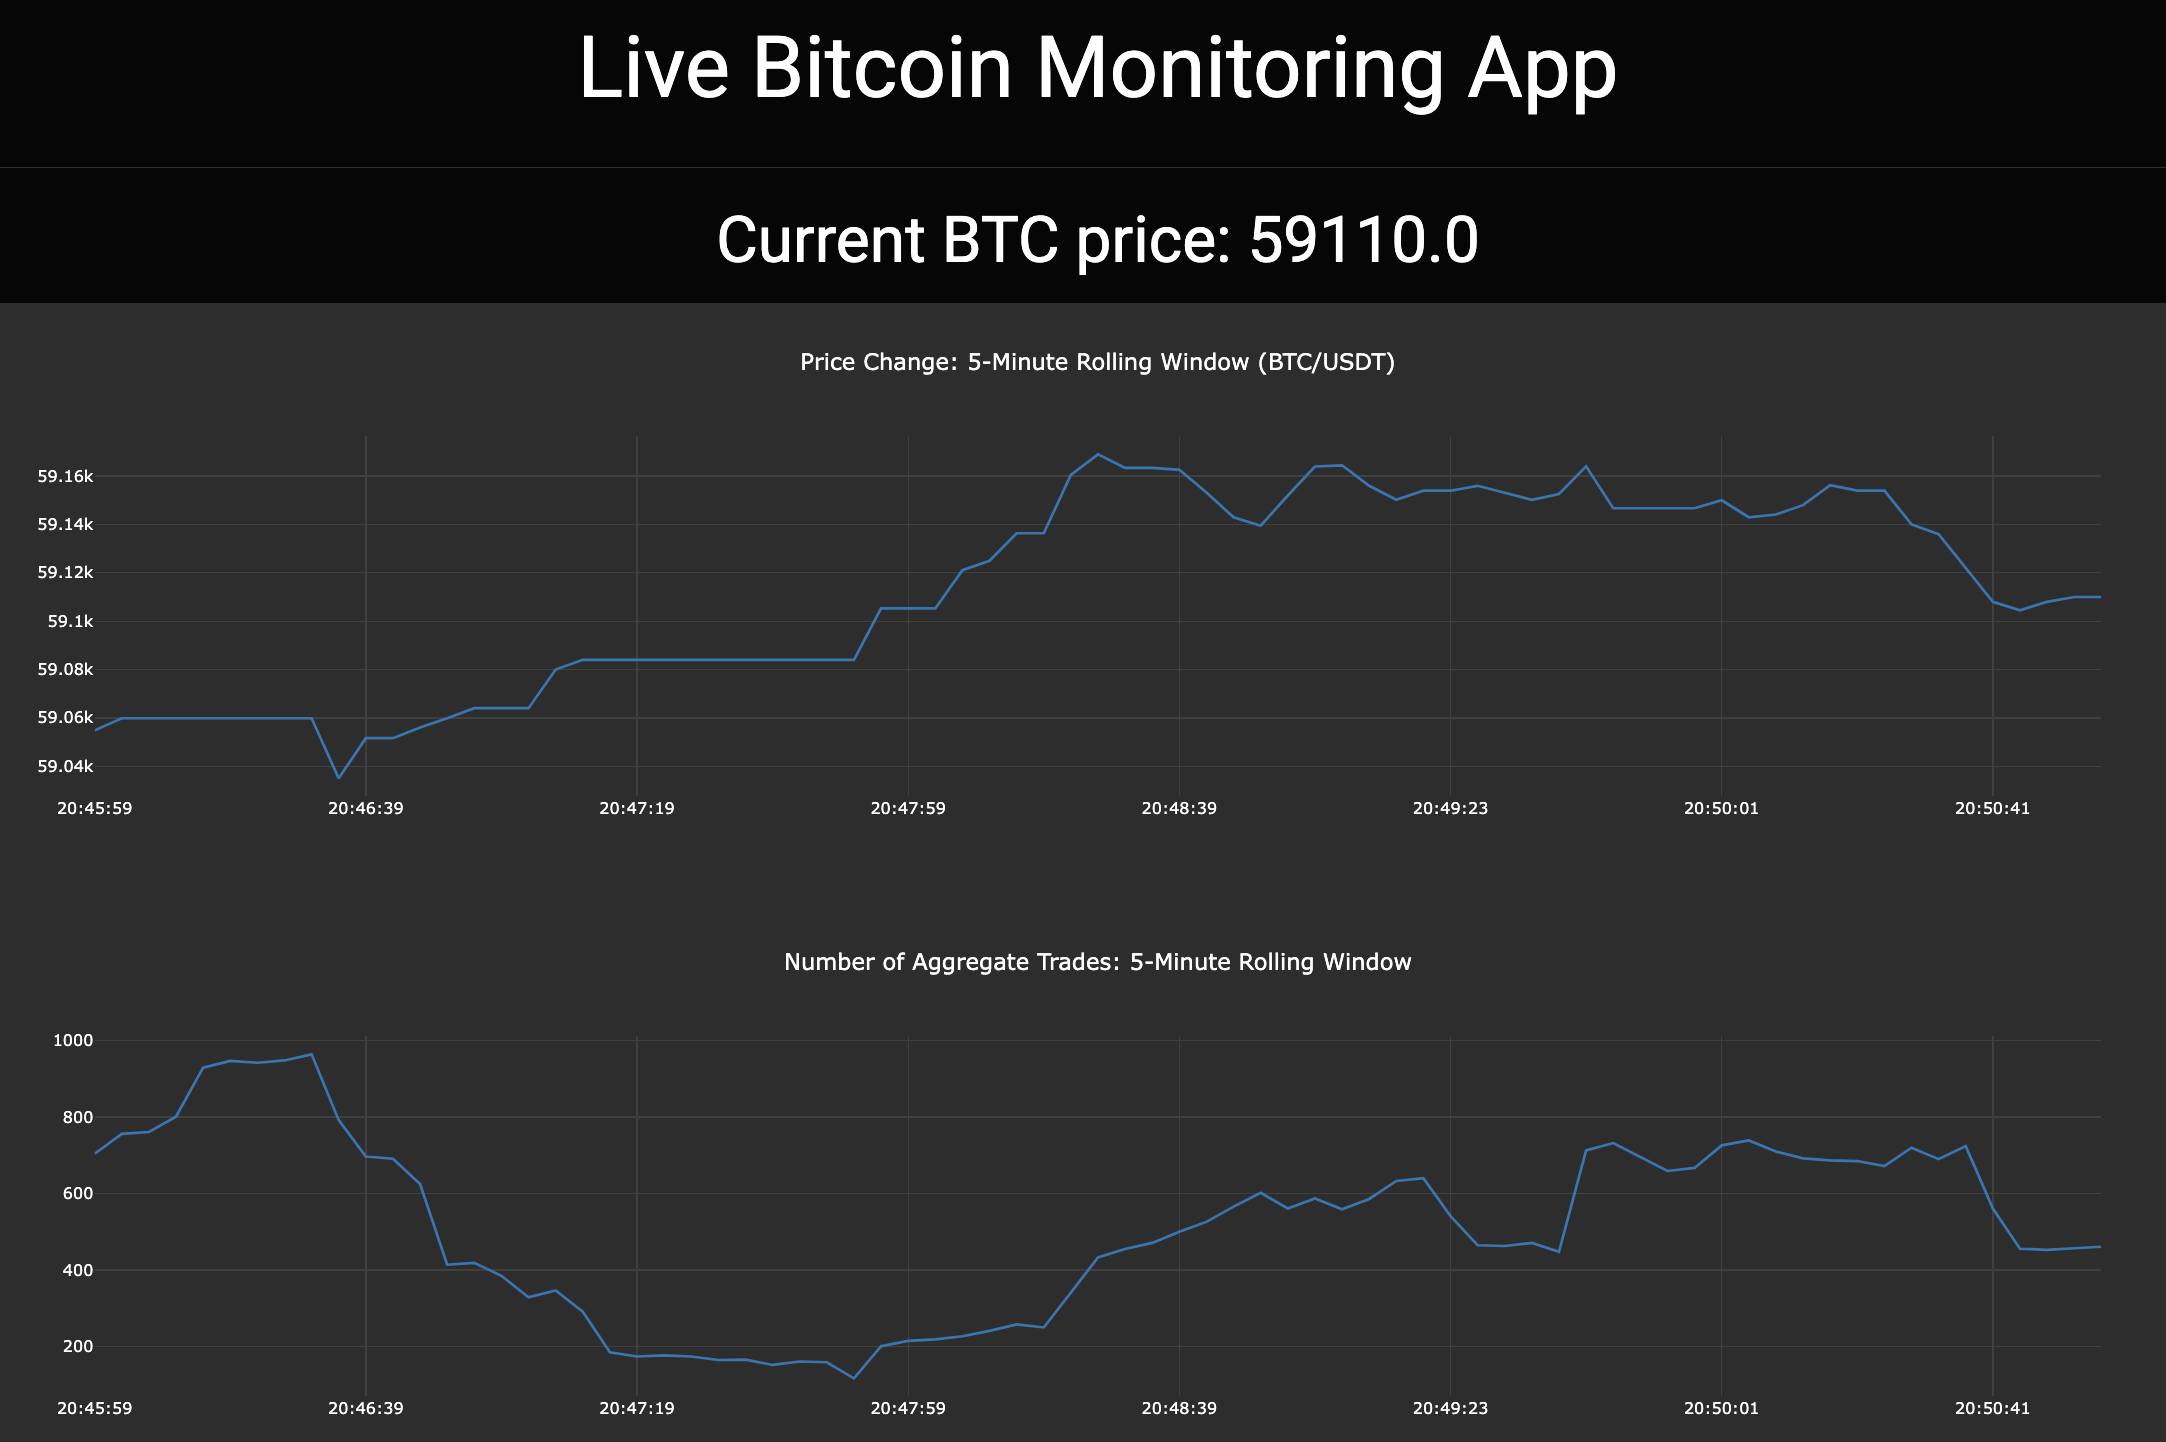 Live Bitcoin Monitoring App
Current BTC price: 59110.0
Price Change: 5-Minute Rolling Window (BTC/USDT)
59.16k
59.14k
59.12k
59.1k
59.08k
59.06k
59.04k
20:45:59 20:46:39 20:47:19 20:47:59 20:48:39 20:49:23 20:50:01 20:50:41
Number of Aggregate Trades: 5-Minute Rolling Window
1000
800
600
400
200
20:45:59 20:46:39 20:47:19 20:47:59 20:48:39 20:49:23 20:50:01 20:50:41